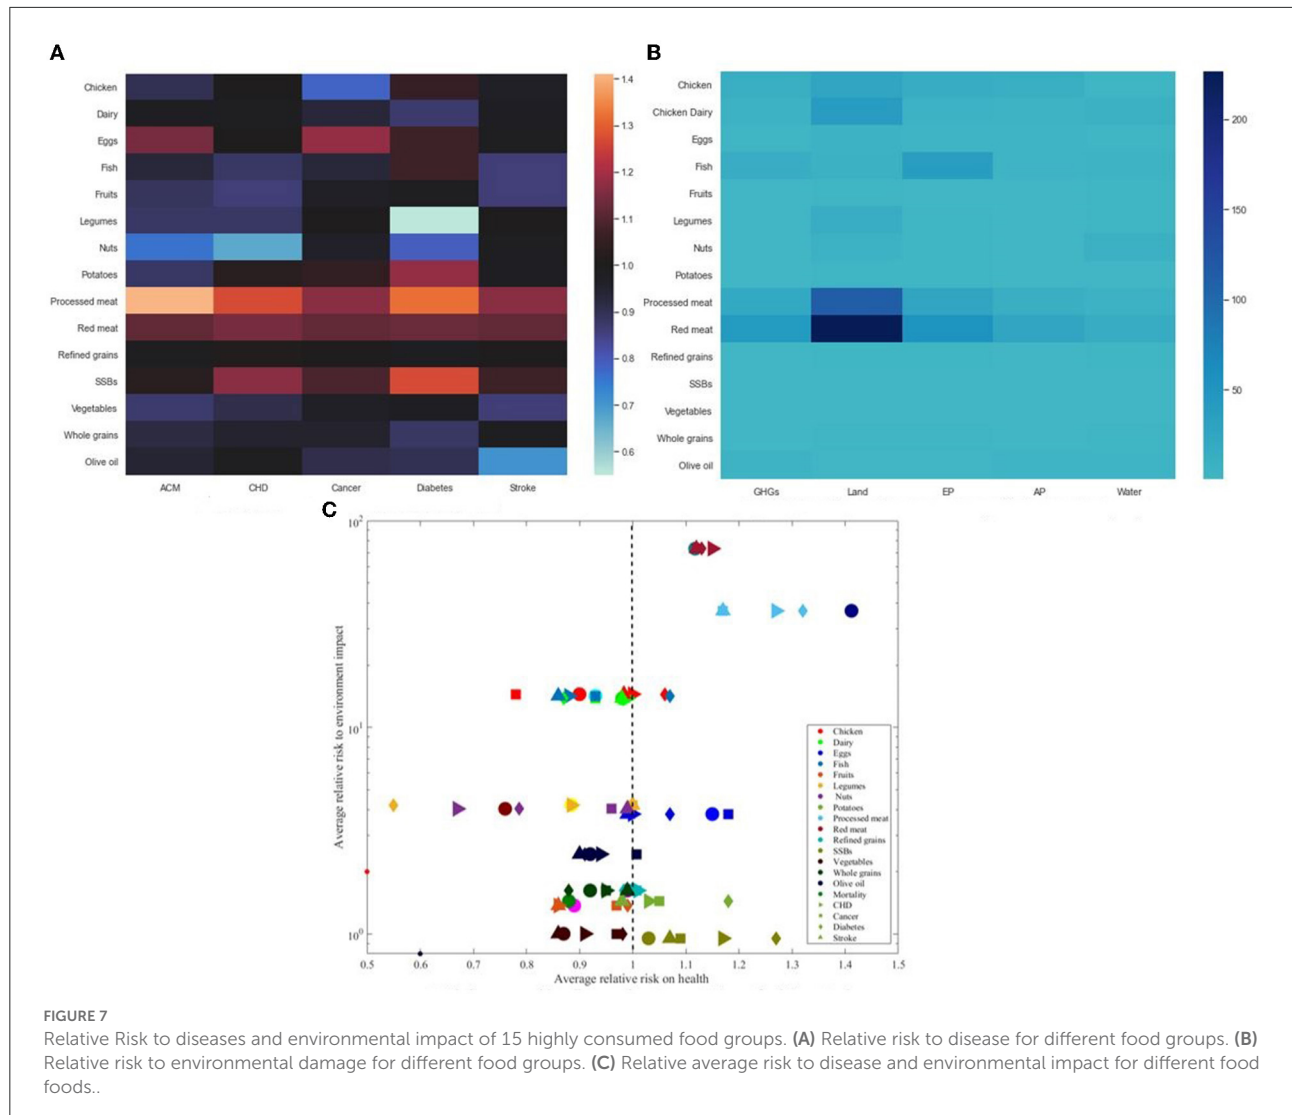 A
Chicken
Dairy
Eggs
Fish
Fruits
Legumes
Nuts
Potatoes
Processed meat
Red meat
Refined grains
SSBs
Vegetables
Whole grains
Olive oil
ACM CHD Cancer Diabetes Stroke
1.4
1.3
1.2
1.1
1.0
0.9
0.8
0.7
0.6
B
Chicken
Chicken Dairy
Eggs
Fish
Fruits
Legumes
Nuts
Potatoes
Processed meat
Red meat
Refined grains
SSBs
Vegetables
Whole grains
Olive oil
GHGs Land EP AP Water
200
150
100
50
C
Average relative risk to environment impact
10²
10¹
10⁰
0.5 0.6 0.7 0.8 0.9 1 1.1 1.2 1.3 1.4 1.5
Average relative risk on health
Chicken
Dairy
Eggs
Fish
Fruits
Legumes
Nuts
Potatoes
Processed meat
Red meat
Refined grains
SSBs
Vegetables
Whole grains
Olive oil
Mortality
CHD
Cancer
Diabetes
Stroke
FIGURE 7
Relative Risk to diseases and environmental impact of 15 highly consumed food groups. (A) Relative risk to disease for different food groups. (B)
Relative risk to environmental damage for different food groups. (C) Relative average risk to disease and environmental impact for different food
foods..